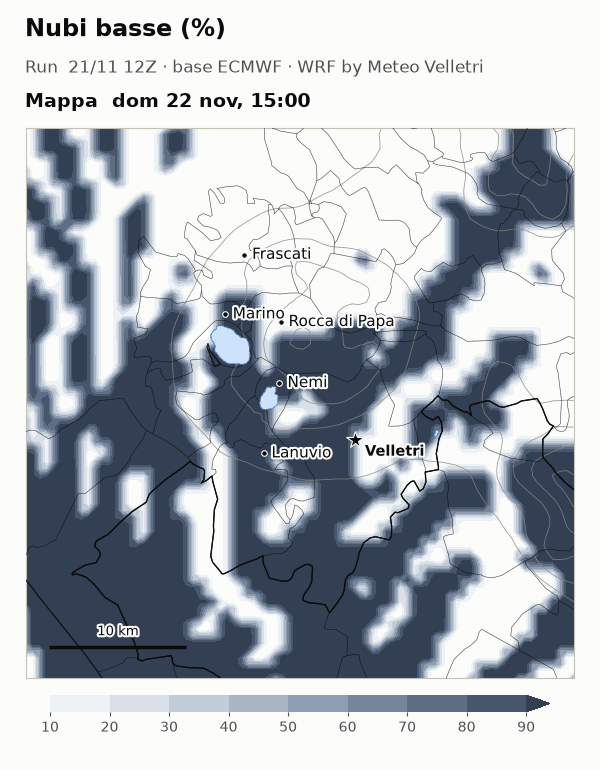 Nubi basse (%)
Run  21/11 12Z · base ECMWF · WRF by Meteo Velletri
Mappa  dom 22 nov, 15:00
Frascati
Marino
Rocca di Papa
Nemi
Velletri
Lanuvio
10 km
10 20 30 40 50 60 70 80 90